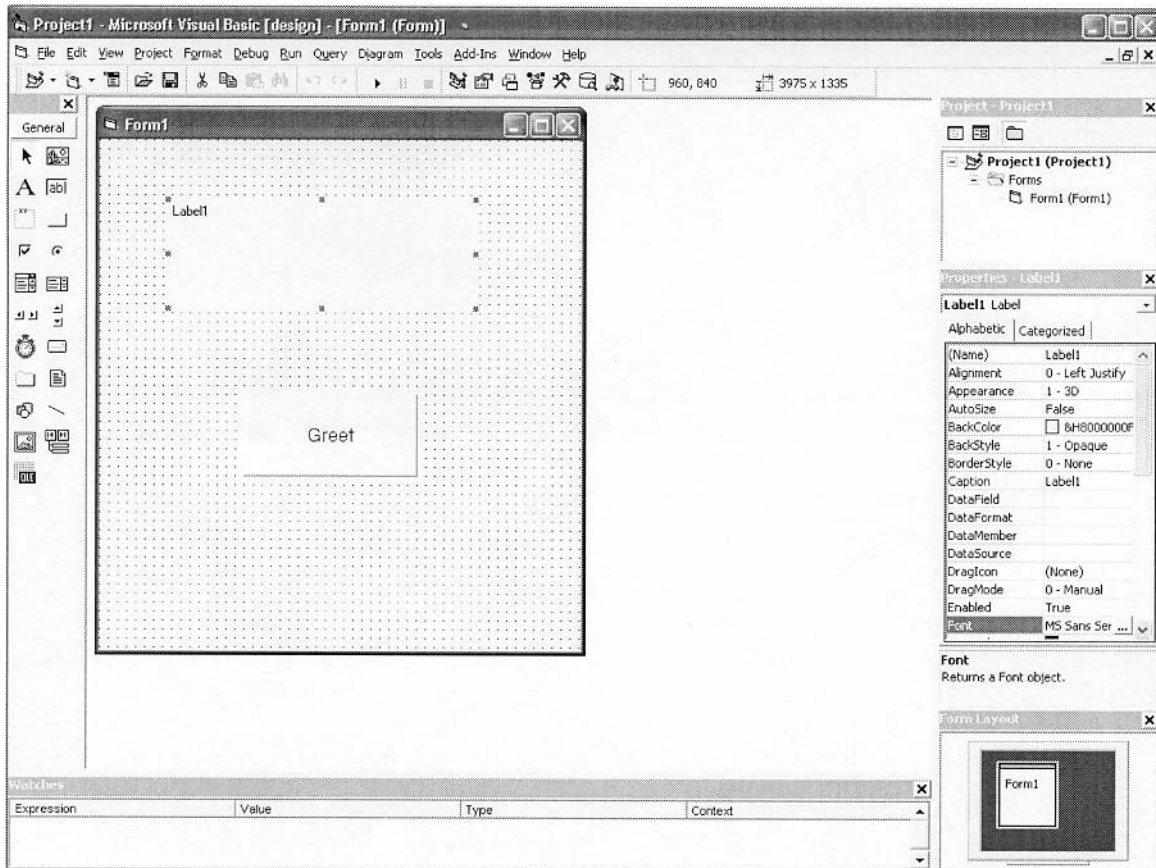 Project1 - Microsoft Visual Basic [design] - [Form1 (Form)]
File Edit View Project Format Debug Run Query Diagram Tools Add-Ins Window Help
960, 840 3975 x 1335
General
A ab|
XY
OLE
Form1
Label1
Greet
Project - Project1
Project1 (Project1)
Forms
Form1 (Form1)
Properties - Label1
Label1 Label
Alphabetic Categorized
(Name) Label1
Alignment 0 - Left Justify
Appearance 1 - 3D
AutoSize False
BackColor &H8000000F
BackStyle 1 - Opaque
BorderStyle 0 - None
Caption Label1
DataField
DataFormat
DataMember
DataSource
DragIcon (None)
DragMode 0 - Manual
Enabled True
Font MS Sans Ser ...
Font
Returns a Font object.
Form Layout
Form1
Watches
Expression Value Type Context